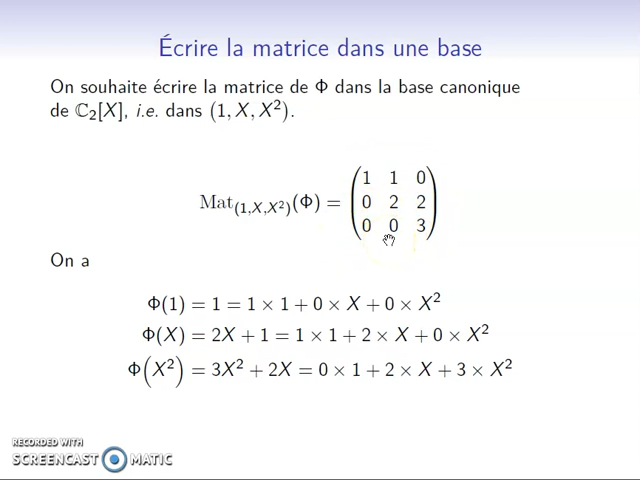 Écrire la matrice dans une base
On souhaite écrire la matrice de Φ dans la base canonique
de ℂ₂[X], i.e. dans (1, X, X²).
Mat₍₁,X,X²₎(Φ) = (1 1 0
0 2 2
0 0 3)
On a
Φ(1) = 1 = 1 × 1 + 0 × X + 0 × X²
Φ(X) = 2X + 1 = 1 × 1 + 2 × X + 0 × X²
Φ(X²) = 3X² + 2X = 0 × 1 + 2 × X + 3 × X²
RECORDED WITH
SCREENCAST MATIC